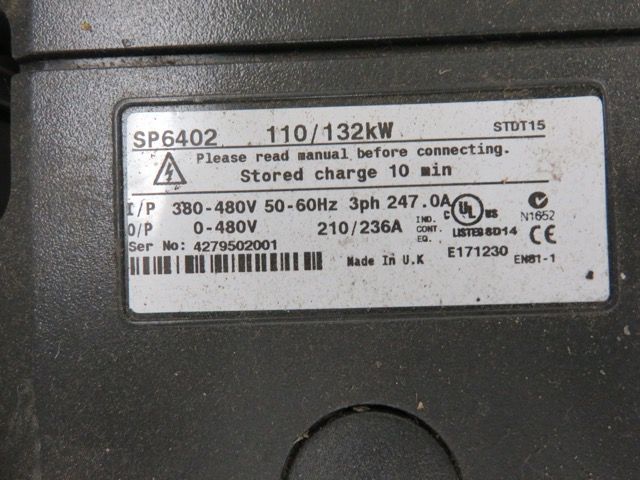 SP6402 110/132kW STDT15
Please read manual before connecting.
Stored charge 10 min
I/P 380-480V 50-60Hz 3ph 247.0A
O/P 0-480V 210/236A
IND.
CONT.
EQ.
C UL US
LISTED 8D14
E171230
N1652
CE
EN81-1
Ser No: 4279502001
Made In U.K